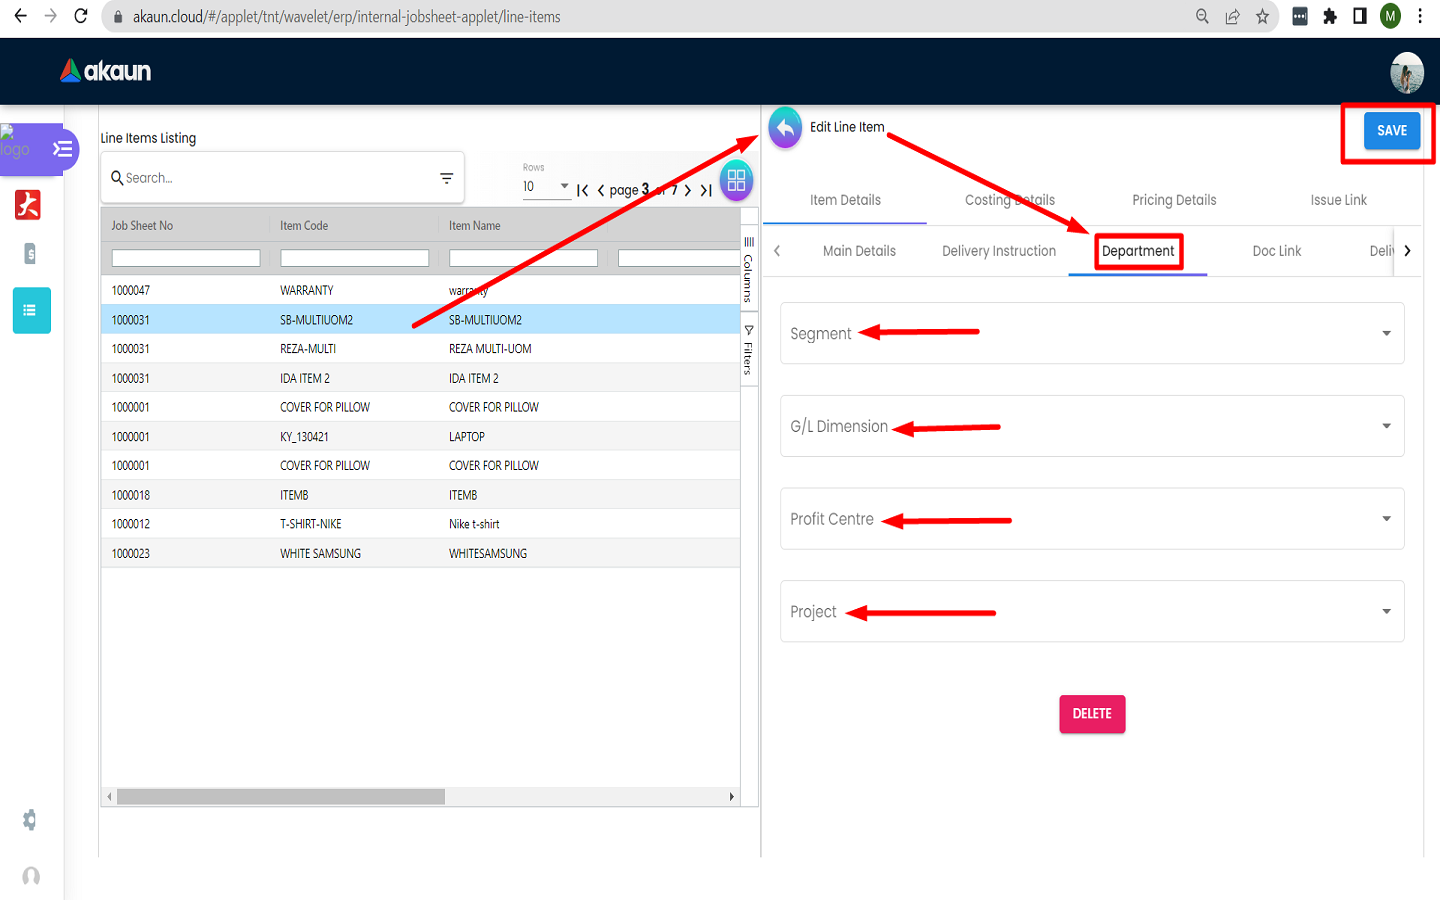 akaun.cloud/#/applet/tnt/wavelet/erp/internal-jobsheet-applet/line-items
M
akaun
logo
Line Items Listing
Search...
Rows
10
page 3 of 7
Job Sheet No Item Code Item Name
1000047 WARRANTY warranty
1000031 SB-MULTIUOM2 SB-MULTIUOM2
1000031 REZA-MULTI REZA MULTI-UOM
1000031 IDA ITEM 2 IDA ITEM 2
1000001 COVER FOR PILLOW COVER FOR PILLOW
1000001 KY_130421 LAPTOP
1000001 COVER FOR PILLOW COVER FOR PILLOW
1000018 ITEMB ITEMB
1000012 T-SHIRT-NIKE Nike t-shirt
1000023 WHITE SAMSUNG WHITESAMSUNG
Columns
Filters
Edit Line Item
SAVE
Item Details Costing Details Pricing Details Issue Link
Main Details Delivery Instruction Department Doc Link Deliv
Segment
G/L Dimension
Profit Centre
Project
DELETE